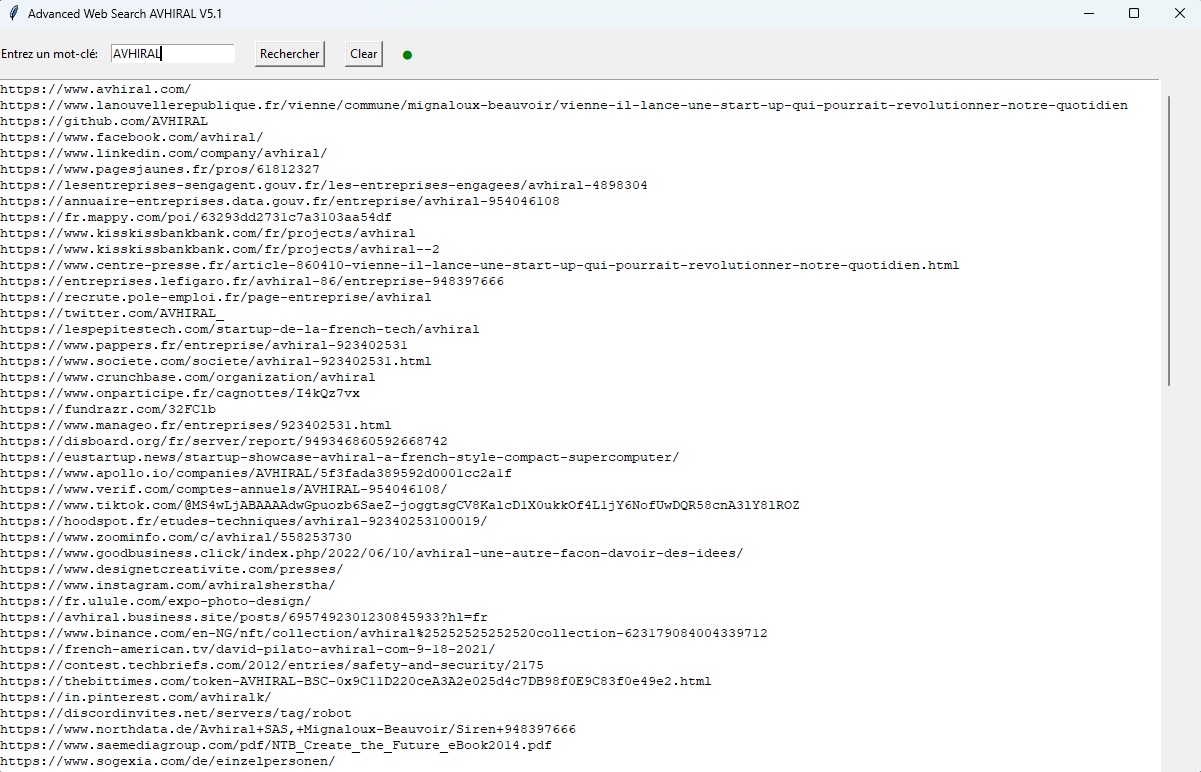 Advanced Web Search AVHIRAL V5.1
Entrez un mot-clé: AVHIRAL Rechercher Clear
https://www.avhiral.com/
https://www.lanouvellerepublique.fr/vienne/commune/mignaloux-beauvoir/vienne-il-lance-une-start-up-qui-pourrait-revolutionner-notre-quotidien
https://github.com/AVHIRAL
https://www.facebook.com/avhiral/
https://www.linkedin.com/company/avhiral/
https://www.pagesjaunes.fr/pros/61812327
https://lesentreprises-sengagent.gouv.fr/les-entreprises-engagees/avhiral-4898304
https://annuaire-entreprises.data.gouv.fr/entreprise/avhiral-954046108
https://fr.mappy.com/poi/63293dd2731c7a3103aa54df
https://www.kisskissbankbank.com/fr/projects/avhiral
https://www.kisskissbankbank.com/fr/projects/avhiral--2
https://www.centre-presse.fr/article-860410-vienne-il-lance-une-start-up-qui-pourrait-revolutionner-notre-quotidien.html
https://entreprises.lefigaro.fr/avhiral-86/entreprise-948397666
https://recrute.pole-emploi.fr/page-entreprise/avhiral
https://twitter.com/AVHIRAL_
https://lespepitestech.com/startup-de-la-french-tech/avhiral
https://www.pappers.fr/entreprise/avhiral-923402531
https://www.societe.com/societe/avhiral-923402531.html
https://www.crunchbase.com/organization/avhiral
https://www.onparticipe.fr/cagnottes/I4kQz7vx
https://fundrazr.com/32FClb
https://www.manageo.fr/entreprises/923402531.html
https://disboard.org/fr/server/report/949346860592668742
https://eustartup.news/startup-showcase-avhiral-a-french-style-compact-supercomputer/
https://www.apollo.io/companies/AVHIRAL/5f3fada389592d0001cc2a1f
https://www.verif.com/comptes-annuels/AVHIRAL-954046108/
https://www.tiktok.com/@MS4wLjABAAAAdwGpuozb6SaeZ-joggtsgCV8KalcDlX0ukkOf4LljY6NofUwDQR58cnA3lY8lROZ
https://hoodspot.fr/etudes-techniques/avhiral-92340253100019/
https://www.zoominfo.com/c/avhiral/558253730
https://www.goodbusiness.click/index.php/2022/06/10/avhiral-une-autre-facon-davoir-des-idees/
https://www.designetcreativite.com/presses/
https://www.instagram.com/avhiralsherstha/
https://fr.ulule.com/expo-photo-design/
https://avhiral.business.site/posts/6957492301230845933?hl=fr
https://www.binance.com/en-NG/nft/collection/avhiral%25252525252520collection-623179084004339712
https://french-american.tv/david-pilato-avhiral-com-9-18-2021/
https://contest.techbriefs.com/2012/entries/safety-and-security/2175
https://thebittimes.com/token-AVHIRAL-BSC-0x9C11D220ceA3A2e025d4c7DB98f0E9C83f0e49e2.html
https://in.pinterest.com/avhiralk/
https://discordinvites.net/servers/tag/robot
https://www.northdata.de/Avhiral+SAS,+Mignaloux-Beauvoir/Siren+948397666
https://www.saemediagroup.com/pdf/NTB_Create_the_Future_eBook2014.pdf
https://www.sogexia.com/de/einzelpersonen/